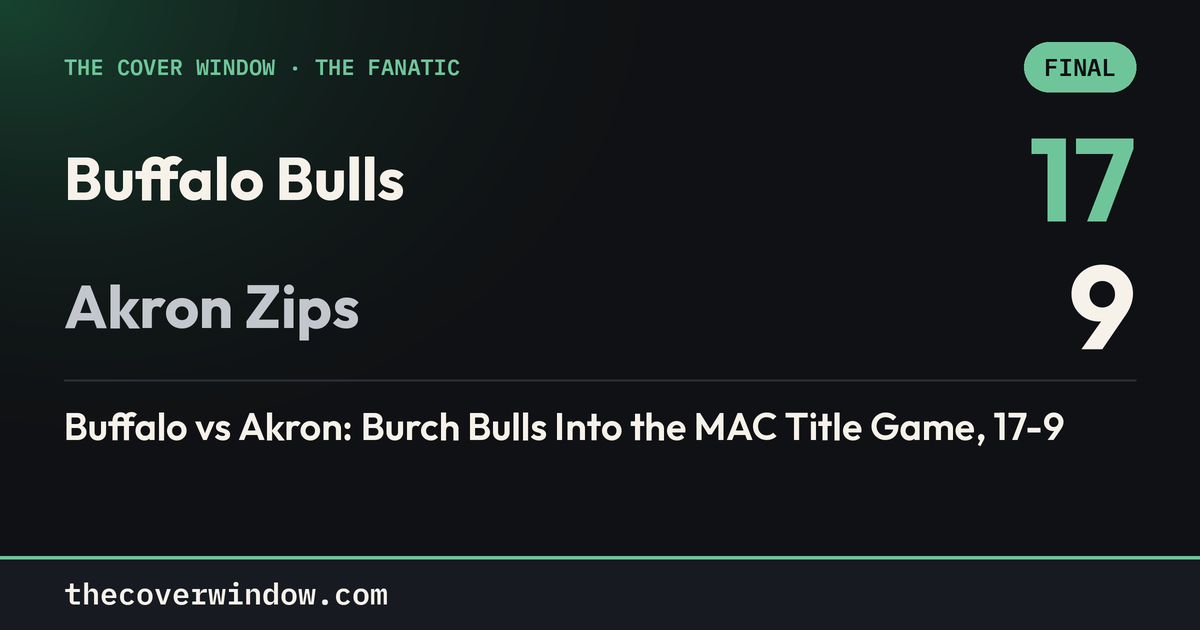 THE COVER WINDOW · THE FANATIC
FINAL
Buffalo Bulls
17
Akron Zips
9
Buffalo vs Akron: Burch Bulls Into the MAC Title Game, 17-9
thecoverwindow.com